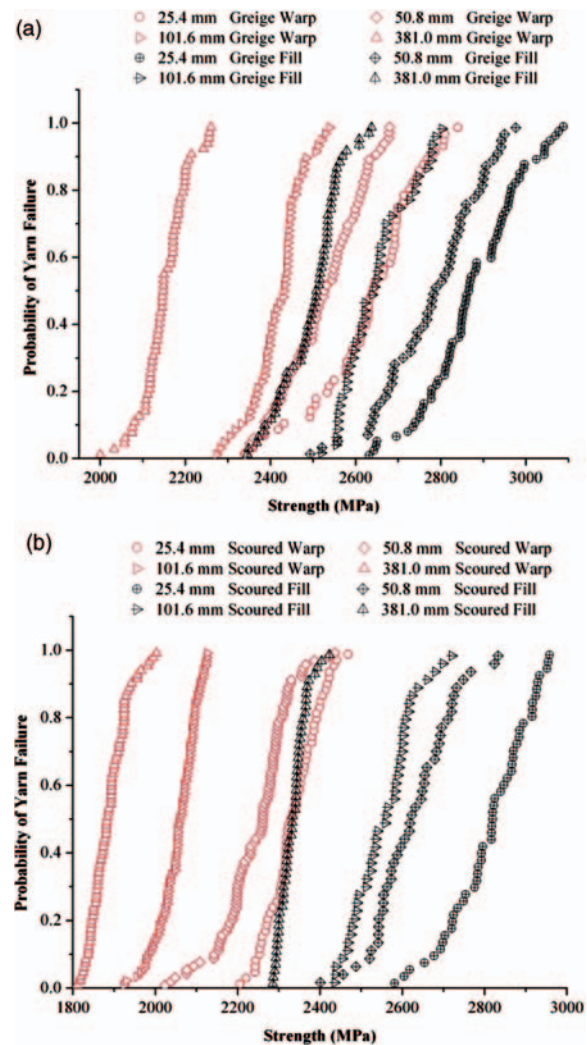 (a)
25.4 mm Greige Warp 50.8 mm Greige Warp
101.6 mm Greige Warp 381.0 mm Greige Warp
25.4 mm Greige Fill 50.8 mm Greige Fill
101.6 mm Greige Fill 381.0 mm Greige Fill
1.0
0.8
0.6
0.4
0.2
0.0
Probability of Yarn Failure
2000 2200 2400 2600 2800 3000
Strength (MPa)
(b)
25.4 mm Scoured Warp 50.8 mm Scoured Warp
101.6 mm Scoured Warp 381.0 mm Scoured Warp
25.4 mm Scoured Fill 50.8 mm Scoured Fill
101.6 mm Scoured Fill 381.0 mm Scoured Fill
1.0
0.8
0.6
0.4
0.2
0.0
Probability of Yarn Failure
1800 2000 2200 2400 2600 2800 3000
Strength (MPa)